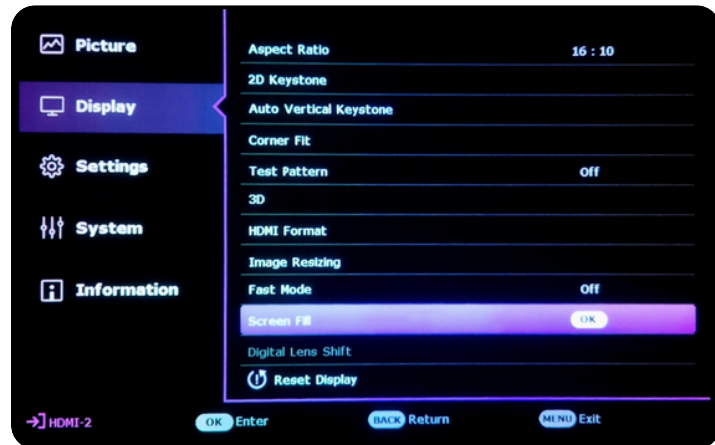 Picture
Display
Settings
System
Information
Aspect Ratio 16 : 10
2D Keystone
Auto Vertical Keystone
Corner Fit
Test Pattern Off
3D
HDMI Format
Image Resizing
Fast Mode Off
Screen Fill OK
Digital Lens Shift
Reset Display
HDMI-2 OK Enter BACK Return MENU Exit